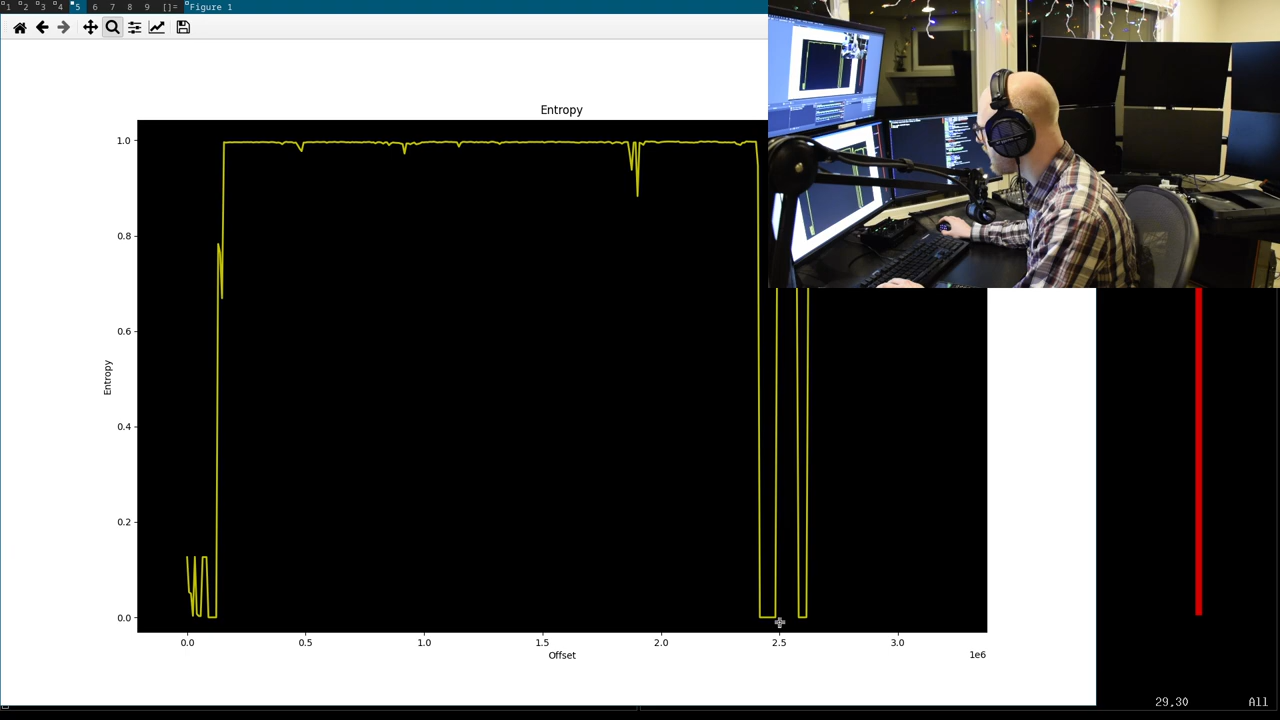 1 2 3 4 5 6 7 8 9 []= Figure 1
Entropy
1.0
0.8
0.6
0.4
0.2
0.0
Entropy
0.0 0.5 1.0 1.5 2.0 2.5 3.0
Offset
1e6
29,30 All